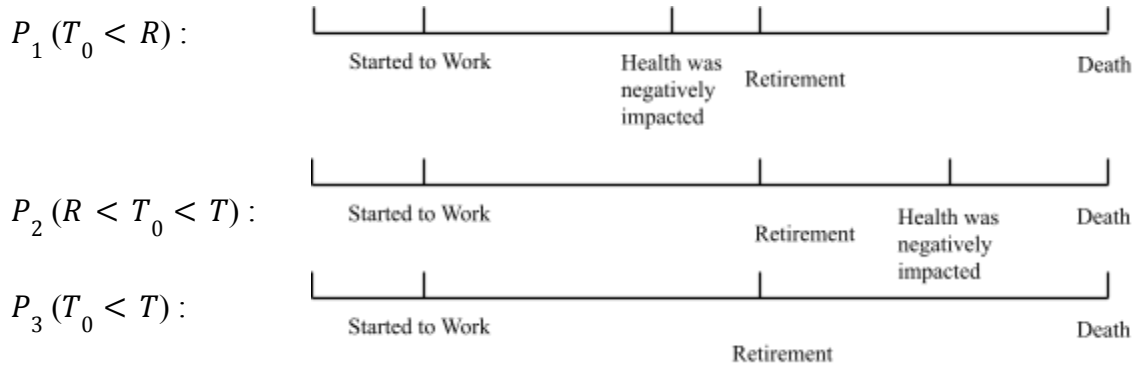 P₁ (T₀ < R) :
Started to Work
Health was
negatively
impacted
Retirement
Death
P₂ (R < T₀ < T) :
Started to Work
Retirement
Health was
negatively
impacted
Death
P₃ (T₀ < T) :
Started to Work
Retirement
Death